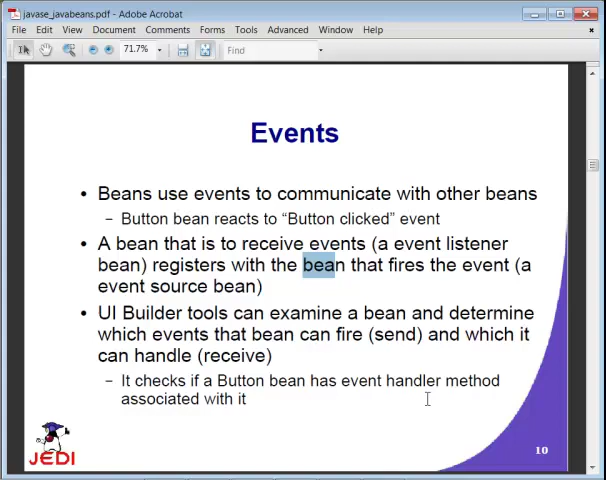 javase_javabeans.pdf - Adobe Acrobat
File Edit View Document Comments Forms Tools Advanced Window Help
71.7% Find
Events
• Beans use events to communicate with other beans
– Button bean reacts to “Button clicked” event
• A bean that is to receive events (a event listener
bean) registers with the bean that fires the event (a
event source bean)
• UI Builder tools can examine a bean and determine
which events that bean can fire (send) and which it
can handle (receive)
– It checks if a Button bean has event handler method
associated with it
JEDI
10